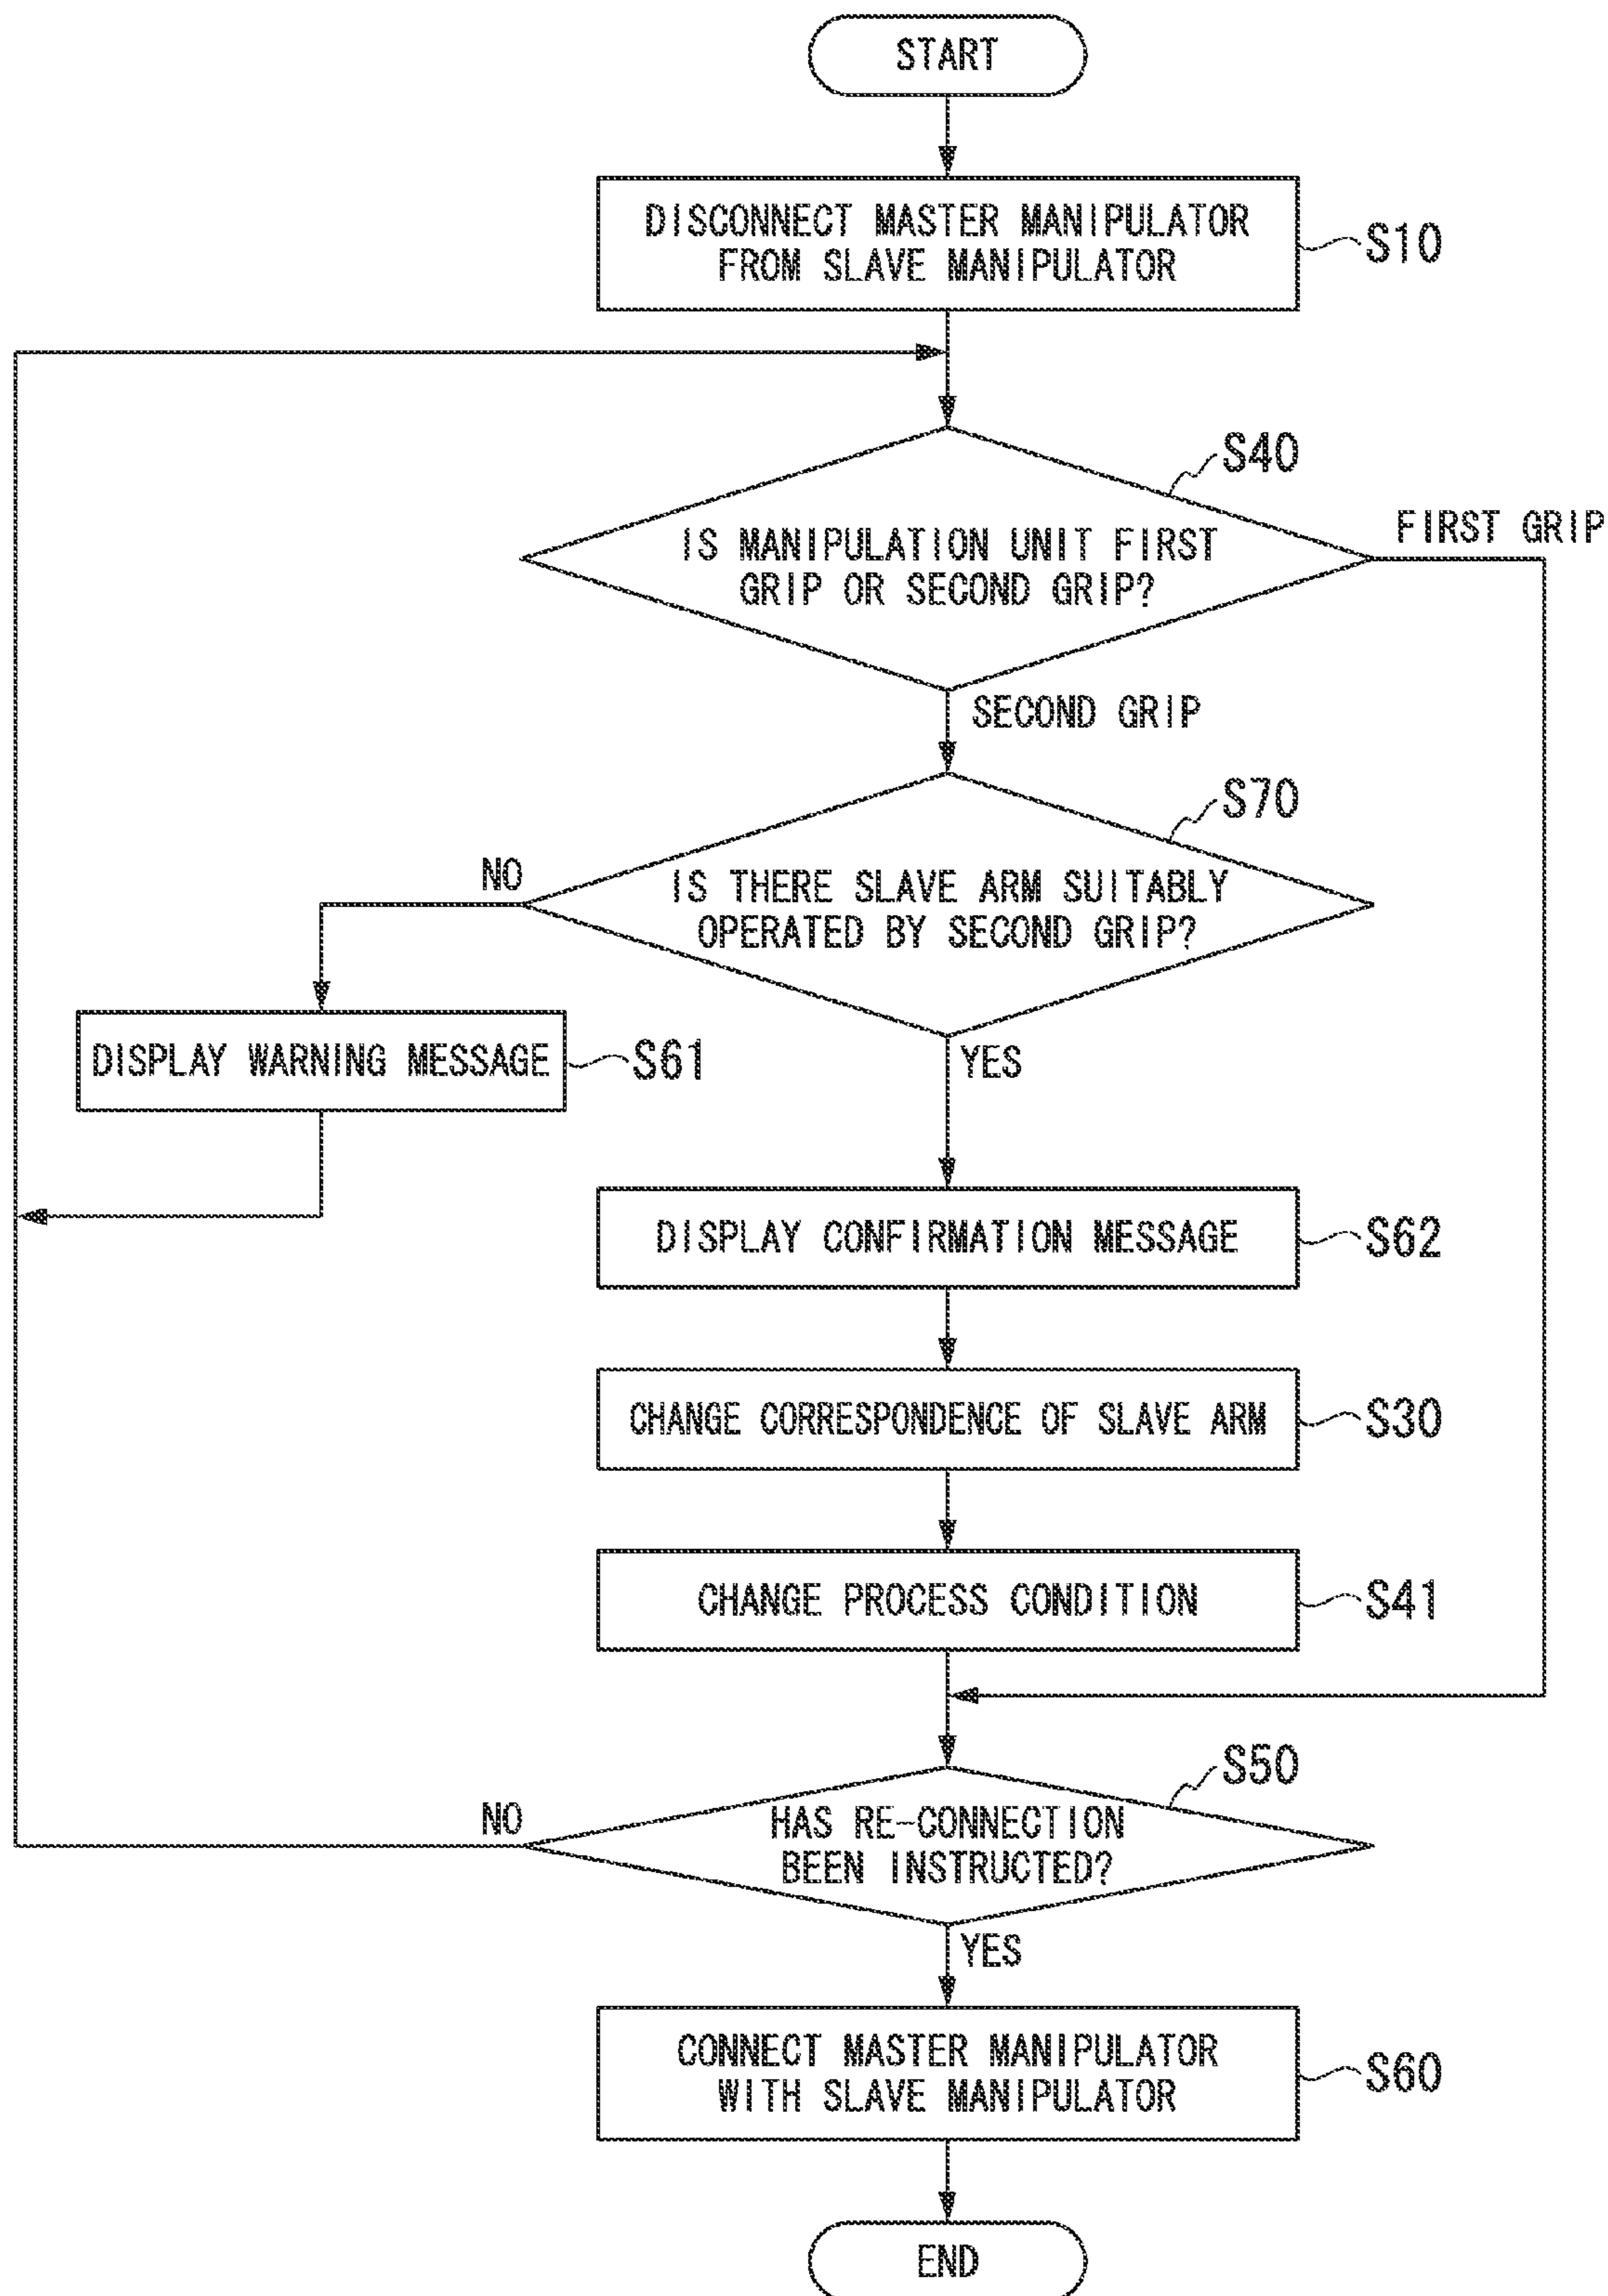 START
DISCONNECT MASTER MANIPULATOR
FROM SLAVE MANIPULATOR
S10
S40
IS MANIPULATION UNIT FIRST
GRIP OR SECOND GRIP?
FIRST GRIP
SECOND GRIP
S70
NO
IS THERE SLAVE ARM SUITABLY
OPERATED BY SECOND GRIP?
DISPLAY WARNING MESSAGE
S61
YES
DISPLAY CONFIRMATION MESSAGE
S62
CHANGE CORRESPONDENCE OF SLAVE ARM
S30
CHANGE PROCESS CONDITION
S41
S50
NO
HAS RE-CONNECTION
BEEN INSTRUCTED?
YES
CONNECT MASTER MANIPULATOR
WITH SLAVE MANIPULATOR
S60
END